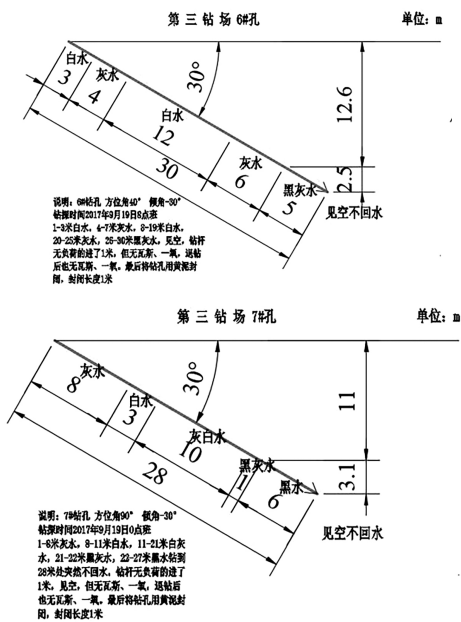 第三钻场6#孔
单位：m
白水
3
灰水
4
白水
12
30
灰水
6
黑灰水
5
30°
12.6
2.5
见空不回水
说明：6#钻孔 方位角40° 倾角-30°
钻探时间2017年9月19日8点班
1-3米白水，4-7米灰水，8-19米白水，
20-25米灰水，26-30米黑灰水，见空，钻杆
无负荷的进了1米，但无瓦斯、一氧，退钻
后也无瓦斯、一氧。最后将钻孔用黄泥封
闭，封闭长度1米
第三钻场7#孔
单位：m
灰水
8
白水
3
灰白水
10
28
黑灰水
1
黑水
6
30°
11
3.1
见空不回水
说明：7#钻孔 方位角90° 倾角-30°
钻探时间2017年9月19日0点班
1-8米灰水，8-11米白水，11-21米白灰
水，21-22米黑灰水，22-27米黑水钻到
28米处突然不回水，钻杆无负荷的进了
1米，见空，但无瓦斯、一氧，退钻后
也无瓦斯、一氧。最后将钻孔用黄泥封
闭，封闭长度1米